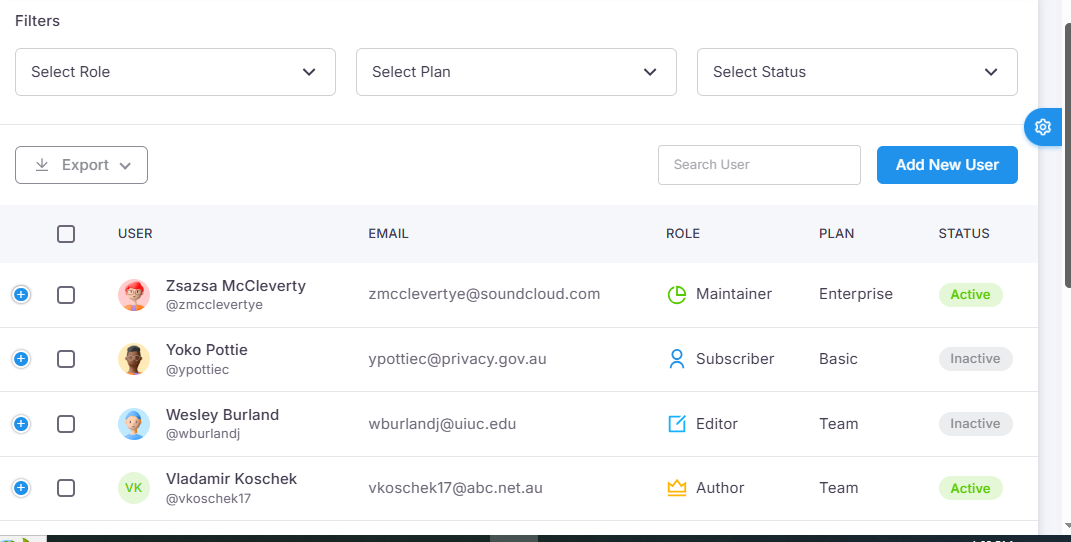 Filters
Select Role Select Plan Select Status
Export Search User Add New User
USER EMAIL ROLE PLAN STATUS
Zsazsa McCleverty
@zmcclevertye zmcclevertye@soundcloud.com Maintainer Enterprise Active
Yoko Pottie
@ypottiec ypottiec@privacy.gov.au Subscriber Basic Inactive
Wesley Burland
@wburlandj wburlandj@uiuc.edu Editor Team Inactive
VK Vladamir Koschek
@vkoschek17 vkoschek17@abc.net.au Author Team Active